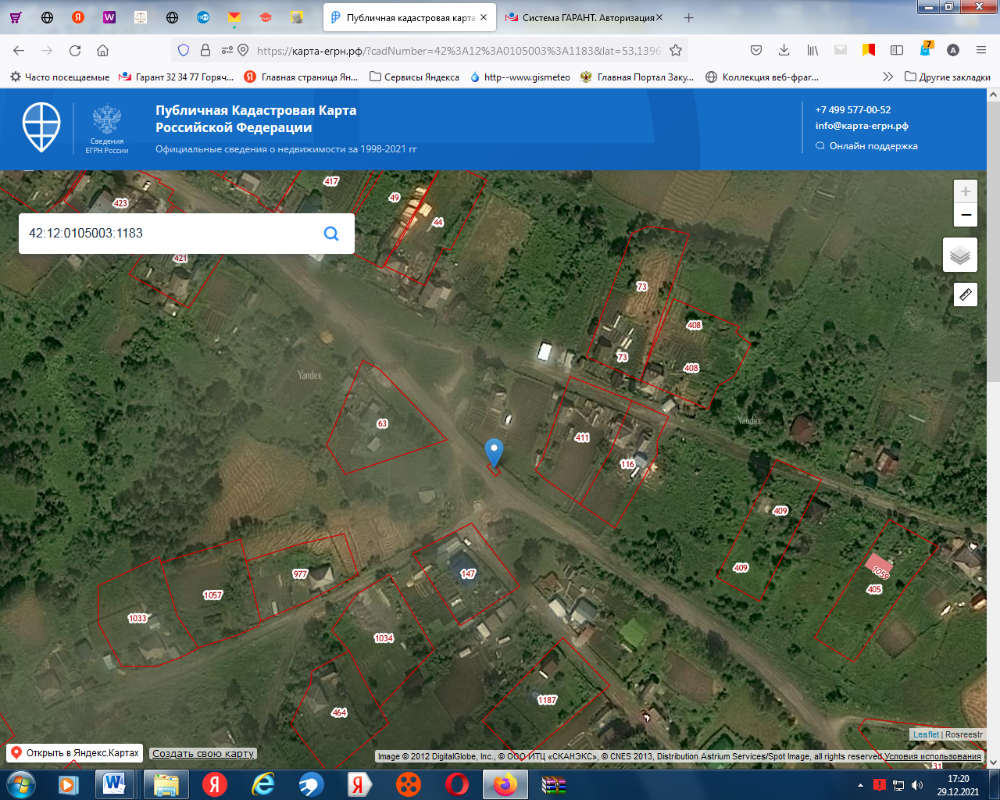 Публичная кадастровая карта
Система ГАРАНТ. Авторизация
https://карта-егрн.рф/?cadNumber=42%3A12%3A0105003%3A1183&lat=53.1396
7
A
Часто посещаемые
Гарант 32 34 77 Горяч...
Главная страница Ян...
Сервисы Яндекса
http--www.gismeteo
Главная Портал Заку...
Коллекция веб-фраг...
Другие закладки
Сведения
ЕГРН России
Публичная Кадастровая Карта
Российской Федерации
Официальные сведения о недвижимости за 1998-2021 гг
+7 499 577-00-52
info@карта-егрн.рф
Онлайн поддержка
42:12:0105003:1183
417
49
423
44
421
73
408
73
408
Yandex
Yandex
63
411
116
409
409
1059
405
147
977
1057
1033
1034
464
1187
31
+
−
Leaflet | Rosreestr
Открыть в Яндекс.Картах
Создать свою карту
Image © 2012 DigitalGlobe, Inc., © ООО ИТЦ «СКАНЭКС», © CNES 2013, Distribution Astrium Services/Spot Image, all rights reserved Условия использования
17:20
29.12.2021